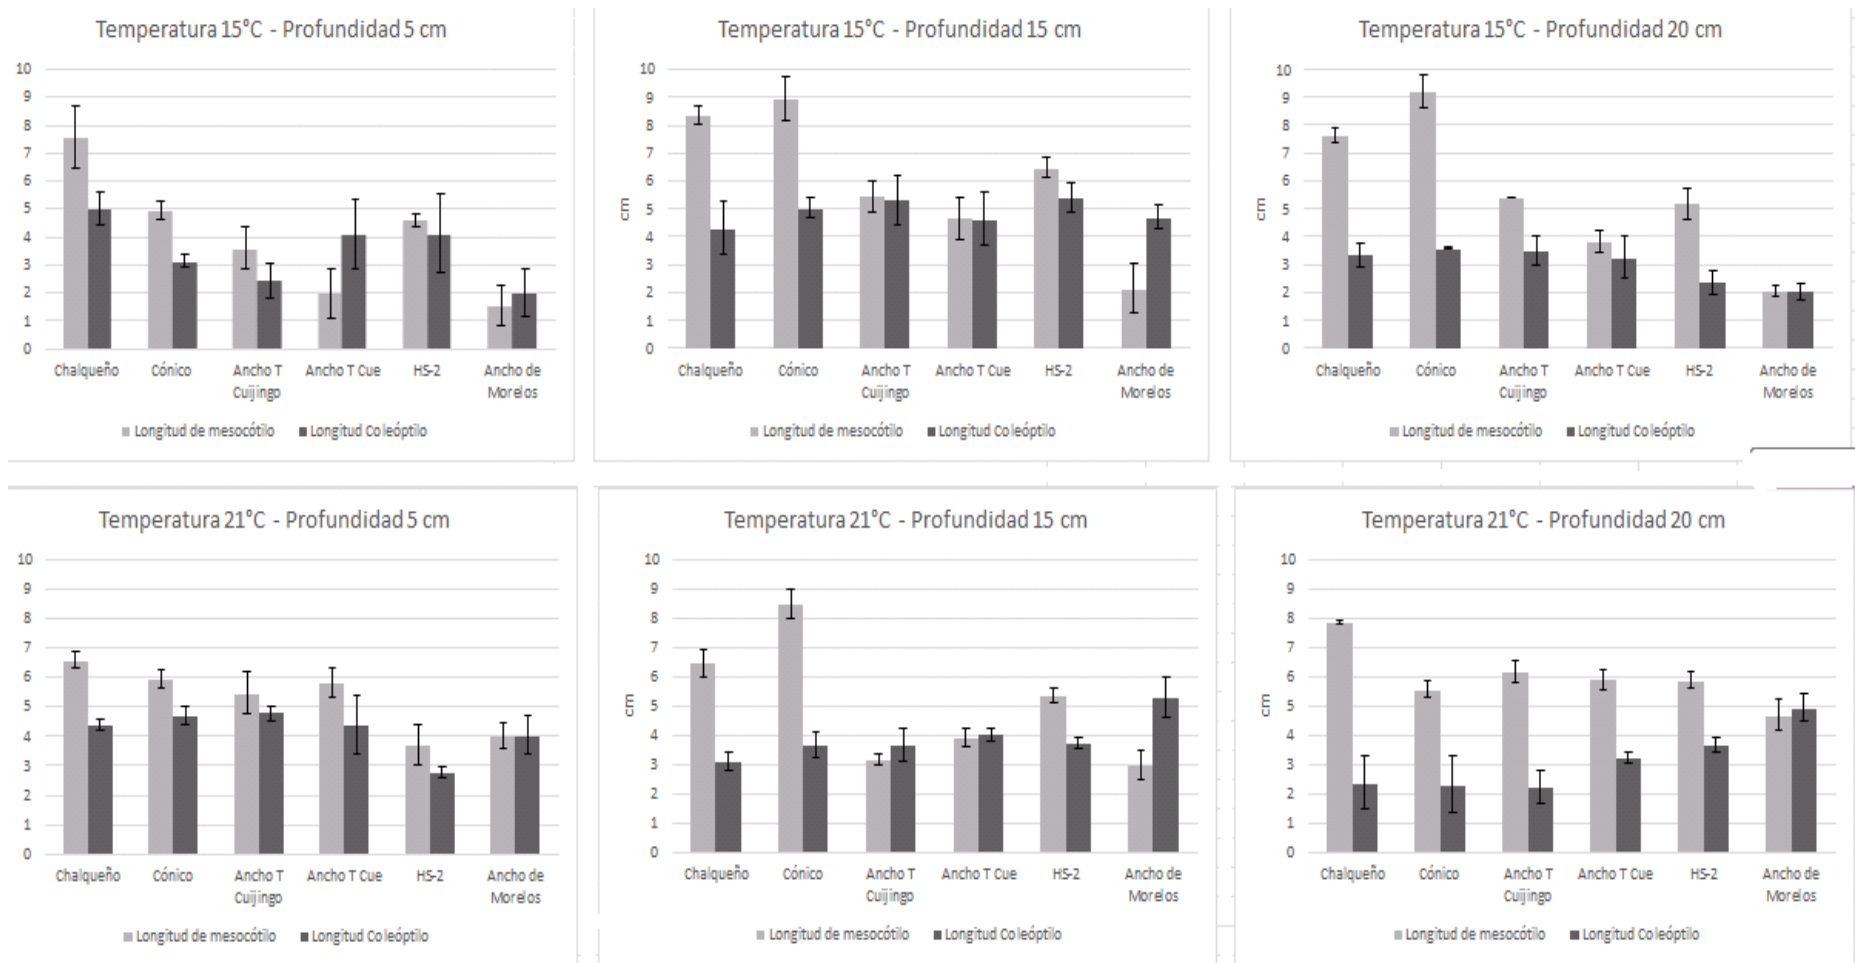 Temperatura 15°C - Profundidad 5 cm
10
9
8
7
6
5
4
3
2
1
0
Chalqueño Cónico Ancho T Ancho T Cue HS-2 Ancho de
Cuijingo Morelos
Longitud de mesocótilo Longitud Coleóptilo
Temperatura 15°C - Profundidad 15 cm
10
9
8
7
6
5
4
3
2
1
0
cm
Chalqueño Cónico Ancho T Ancho T Cue HS-2 Ancho de
Cuijingo Morelos
Longitud de mesocótilo Longitud Coleóptilo
Temperatura 15°C - Profundidad 20 cm
10
9
8
7
6
5
4
3
2
1
0
cm
Chalqueño Cónico Ancho T Ancho T Cue HS-2 Ancho de
Cuijingo Morelos
Longitud de mesocótilo Longitud Coleóptilo
Temperatura 21°C - Profundidad 5 cm
10
9
8
7
6
5
4
3
2
1
0
Chalqueño Cónico Ancho T Ancho T Cue HS-2 Ancho de
Cuijingo Morelos
Longitud de mesocótilo Longitud Coleóptilo
Temperatura 21°C - Profundidad 15 cm
10
9
8
7
6
5
4
3
2
1
0
cm
Chalqueño Cónico Ancho T Ancho T Cue HS-2 Ancho de
Cuijingo Morelos
Longitud de mesocótilo Longitud Coleóptilo
Temperatura 21°C - Profundidad 20 cm
10
9
8
7
6
5
4
3
2
1
0
cm
Chalqueño Cónico Ancho T Ancho T Cue HS-2 Ancho de
Cuijingo Morelos
Longitud de mesocótilo Longitud Coleóptilo